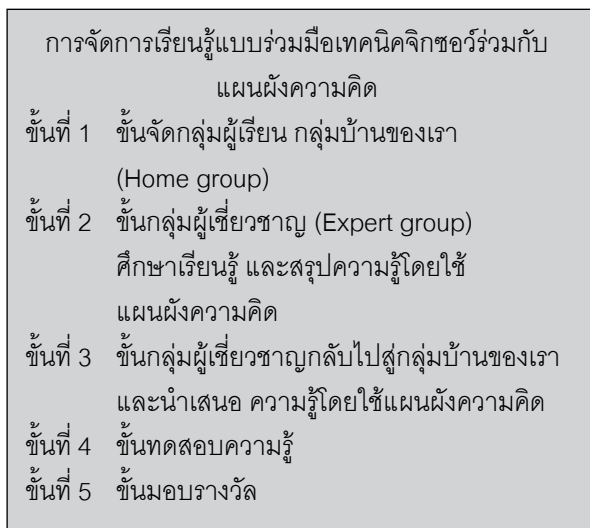 การจัดการเรียนรู้แบบร่วมมือเทคนิคจิกซอว์ร่วมกับ
แผนผังความคิด
ขั้นที่ 1 ขั้นจัดกลุ่มผู้เรียน กลุ่มบ้านของเรา
(Home group)
ขั้นที่ 2 ขั้นกลุ่มผู้เชี่ยวชาญ (Expert group)
ศึกษาเรียนรู้ และสรุปความรู้โดยใช้
แผนผังความคิด
ขั้นที่ 3 ขั้นกลุ่มผู้เชี่ยวชาญกลับไปสู่กลุ่มบ้านของเรา
และนำเสนอ ความรู้โดยใช้แผนผังความคิด
ขั้นที่ 4 ขั้นทดสอบความรู้
ขั้นที่ 5 ขั้นมอบรางวัล